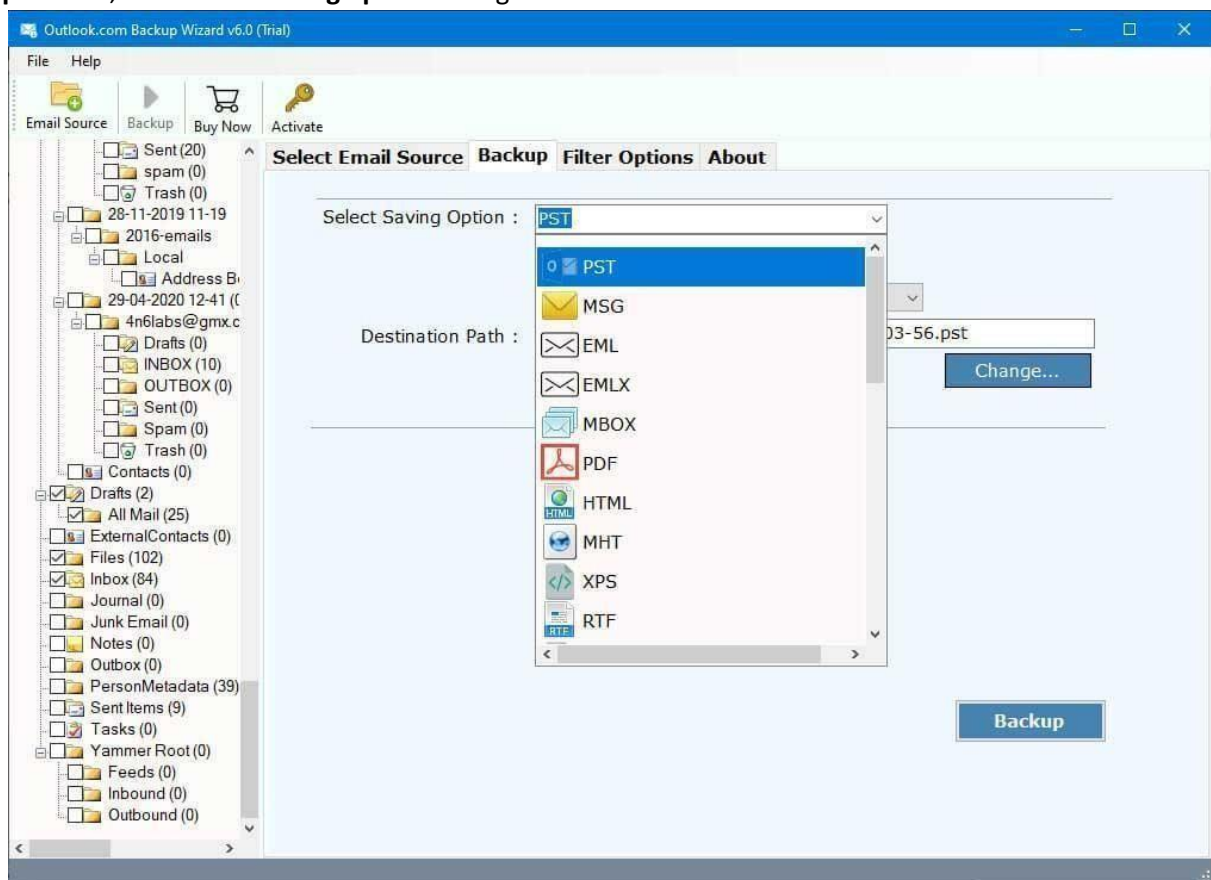 Outlook.com Backup Wizard v6.0 (Trial)
File Help
Email Source Backup Buy Now Activate
Select Email Source Backup Filter Options About
Sent (20)
spam (0)
Trash (0)
28-11-2019 11-19
2016-emails
Local
Address B
29-04-2020 12-41 (
4n6labs@gmx.c
Drafts (0)
INBOX (10)
OUTBOX (0)
Sent (0)
Spam (0)
Trash (0)
Contacts (0)
Drafts (2)
All Mail (25)
ExternalContacts (0)
Files (102)
Inbox (84)
Journal (0)
Junk Email (0)
Notes (0)
Outbox (0)
PersonMetadata (39)
Sent Items (9)
Tasks (0)
Yammer Root (0)
Feeds (0)
Inbound (0)
Outbound (0)
Select Saving Option : PST
PST
MSG
EML
EMLX
MBOX
PDF
HTML
MHT
XPS
RTF
Destination Path : 03-56.pst
Change...
Backup